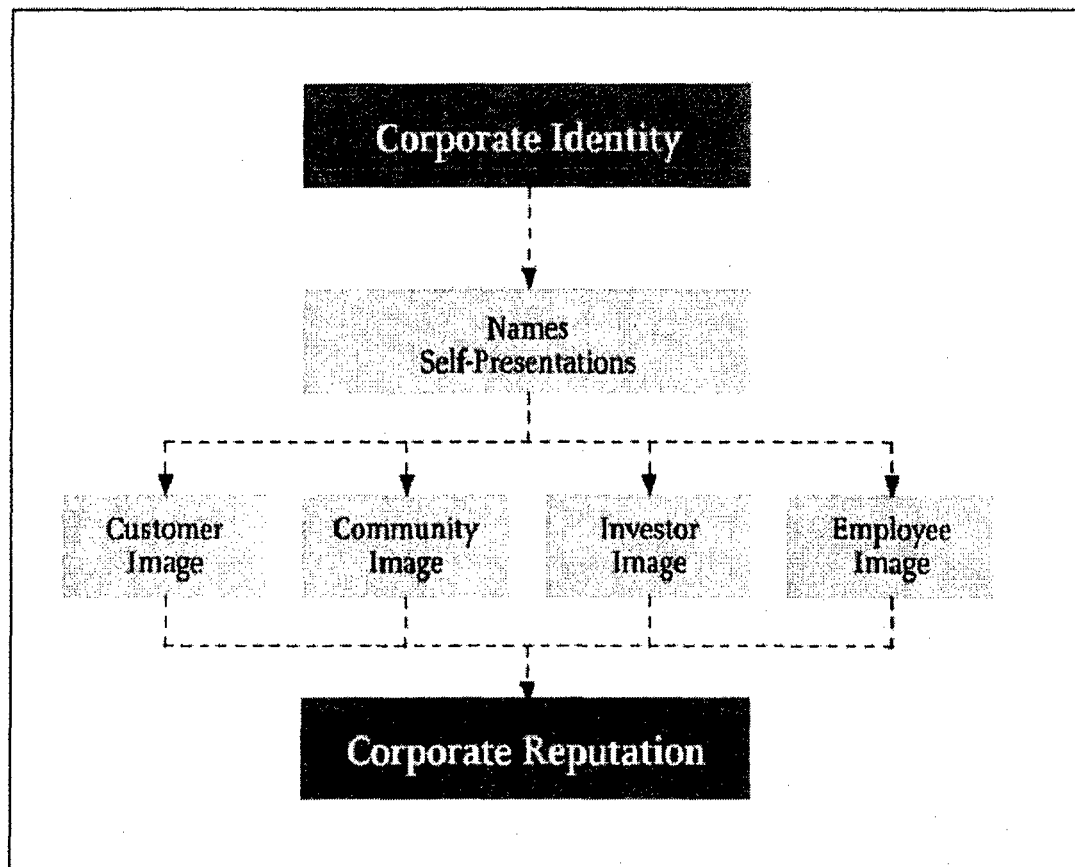 Corporate Identity
Names
Self-Presentations
Customer
Image
Community
Image
Investor
Image
Employee
Image
Corporate Reputation